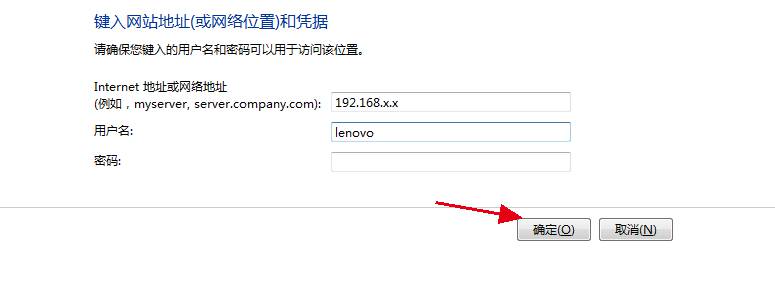 键入网站地址(或网络位置)和凭据
请确保您键入的用户名和密码可以用于访问该位置。
Internet 地址或网络地址
(例如，myserver, server.company.com): 192.168.x.x
用户名: lenovo
密码:
确定(O) 取消(N)